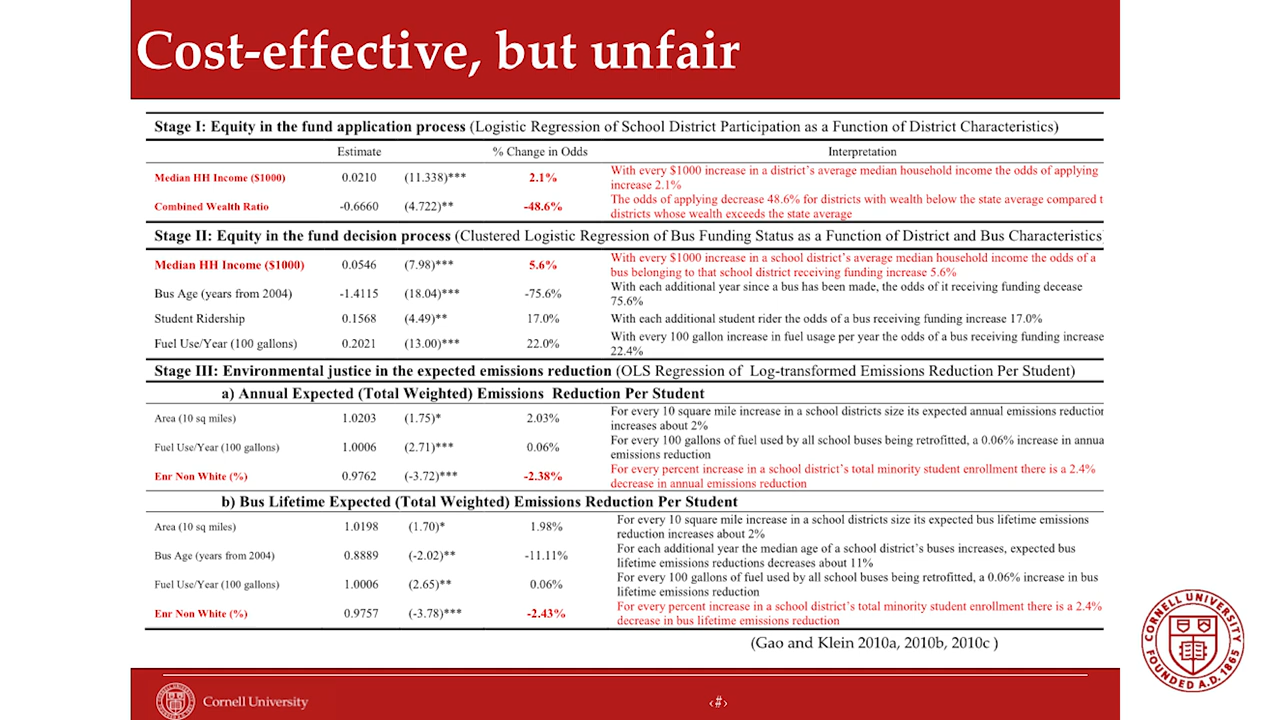 Cost-effective, but unfair
Stage I: Equity in the fund application process (Logistic Regression of School District Participation as a Function of District Characteristics)
Estimate % Change in Odds Interpretation
Median HH Income ($1000) 0.0210 (11.338)*** 2.1% With every $1000 increase in a district's average median household income the odds of applying
increase 2.1%
Combined Wealth Ratio -0.6660 (4.722)** -48.6% The odds of applying decrease 48.6% for districts with wealth below the state average compared t
districts whose wealth exceeds the state average
Stage II: Equity in the fund decision process (Clustered Logistic Regression of Bus Funding Status as a Function of District and Bus Characteristics)
Median HH Income ($1000) 0.0546 (7.98)*** 5.6% With every $1000 increase in a school district's average median household income the odds of a
bus belonging to that school district receiving funding increase 5.6%
Bus Age (years from 2004) -1.4115 (18.04)*** -75.6% With each additional year since a bus has been made, the odds of it receiving funding decease
75.6%
Student Ridership 0.1568 (4.49)** 17.0% With each additional student rider the odds of a bus receiving funding increase 17.0%
Fuel Use/Year (100 gallons) 0.2021 (13.00)*** 22.0% With every 100 gallon increase in fuel usage per year the odds of a bus receiving funding increase
22.4%
Stage III: Environmental justice in the expected emissions reduction (OLS Regression of Log-transformed Emissions Reduction Per Student)
a) Annual Expected (Total Weighted) Emissions Reduction Per Student
Area (10 sq miles) 1.0203 (1.75)* 2.03% For every 10 square mile increase in a school districts size its expected annual emissions reduction
increases about 2%
Fuel Use/Year (100 gallons) 1.0006 (2.71)*** 0.06% For every 100 gallons of fuel used by all school buses being retrofitted, a 0.06% increase in annua
emissions reduction
Enr Non White (%) 0.9762 (-3.72)*** -2.38% For every percent increase in a school district's total minority student enrollment there is a 2.4%
decrease in annual emissions reduction
b) Bus Lifetime Expected (Total Weighted) Emissions Reduction Per Student
Area (10 sq miles) 1.0198 (1.70)* 1.98% For every 10 square mile increase in a school districts size its expected bus lifetime emissions
reduction increases about 2%
Bus Age (years from 2004) 0.8889 (-2.02)** -11.11% For each additional year the median age of a school district's buses increases, expected bus
lifetime emissions reductions decreases about 11%
Fuel Use/Year (100 gallons) 1.0006 (2.65)** 0.06% For every 100 gallons of fuel used by all school buses being retrofitted, a 0.06% increase in bus
lifetime emissions reduction
Enr Non White (%) 0.9757 (-3.78)*** -2.43% For every percent increase in a school district's total minority student enrollment there is a 2.4%
decrease in bus lifetime emissions reduction
(Gao and Klein 2010a, 2010b, 2010c )
Cornell University
‹#›
CORNELL UNIVERSITY
FOUNDED A.D. 1865